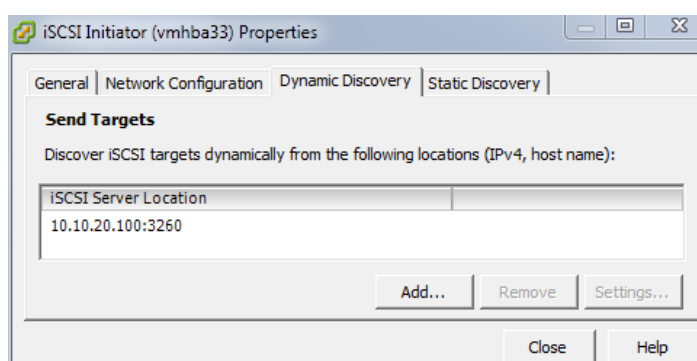 iSCSI Initiator (vmhba33) Properties
General Network Configuration Dynamic Discovery Static Discovery
Send Targets
Discover iSCSI targets dynamically from the following locations (IPv4, host name):
iSCSI Server Location
10.10.20.100:3260
Add... Remove Settings...
Close Help